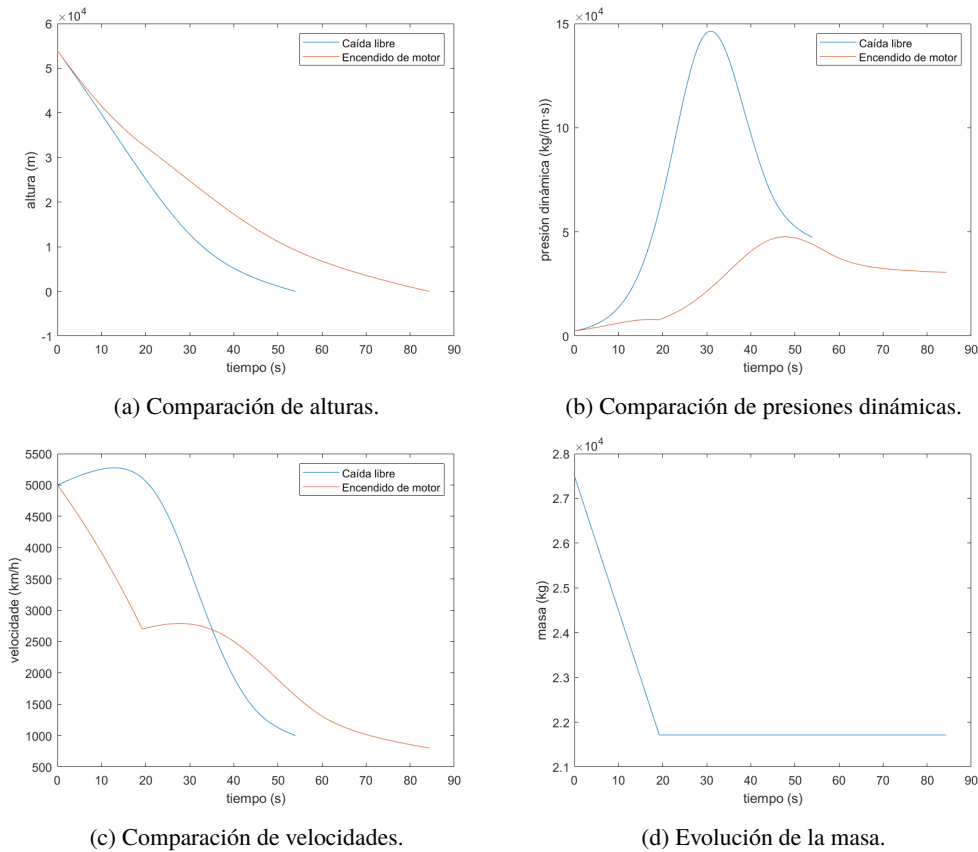 ×10⁴
6
5
4
3
2
1
0
-1
altura (m)
0 10 20 30 40 50 60 70 80 90
tiempo (s)
Caída libre
Encendido de motor
(a) Comparación de alturas.
×10⁴
15
10
5
0
presión dinámica (kg/(m·s))
0 10 20 30 40 50 60 70 80 90
tiempo (s)
Caída libre
Encendido de motor
(b) Comparación de presiones dinámicas.
5500
5000
4500
4000
3500
3000
2500
2000
1500
1000
500
velocidade (km/h)
0 10 20 30 40 50 60 70 80 90
tiempo (s)
Caída libre
Encendido de motor
(c) Comparación de velocidades.
×10⁴
2.8
2.7
2.6
2.5
2.4
2.3
2.2
2.1
masa (kg)
0 10 20 30 40 50 60 70 80 90
tiempo (s)
(d) Evolución de la masa.